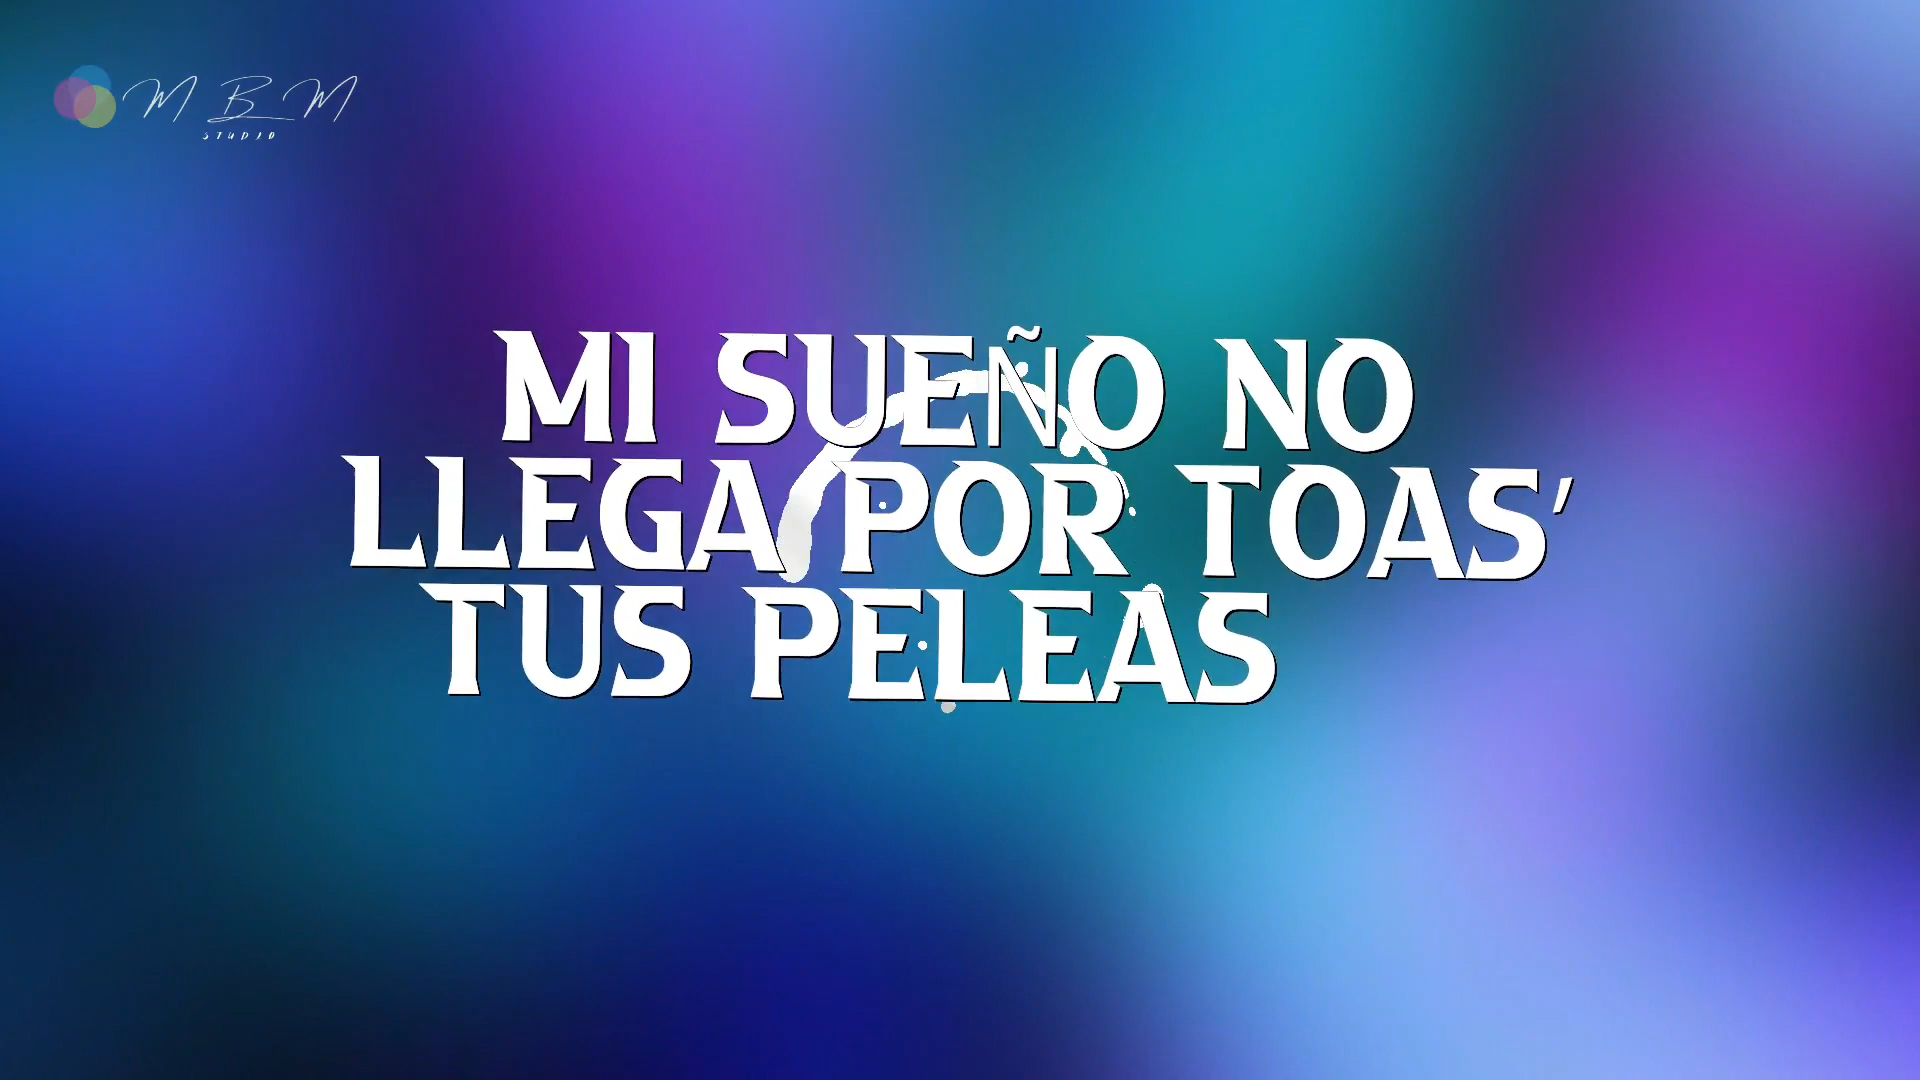 M B M
STUDIO
MI SUEÑO NO
LLEGA POR TOAS'
TUS PELEAS